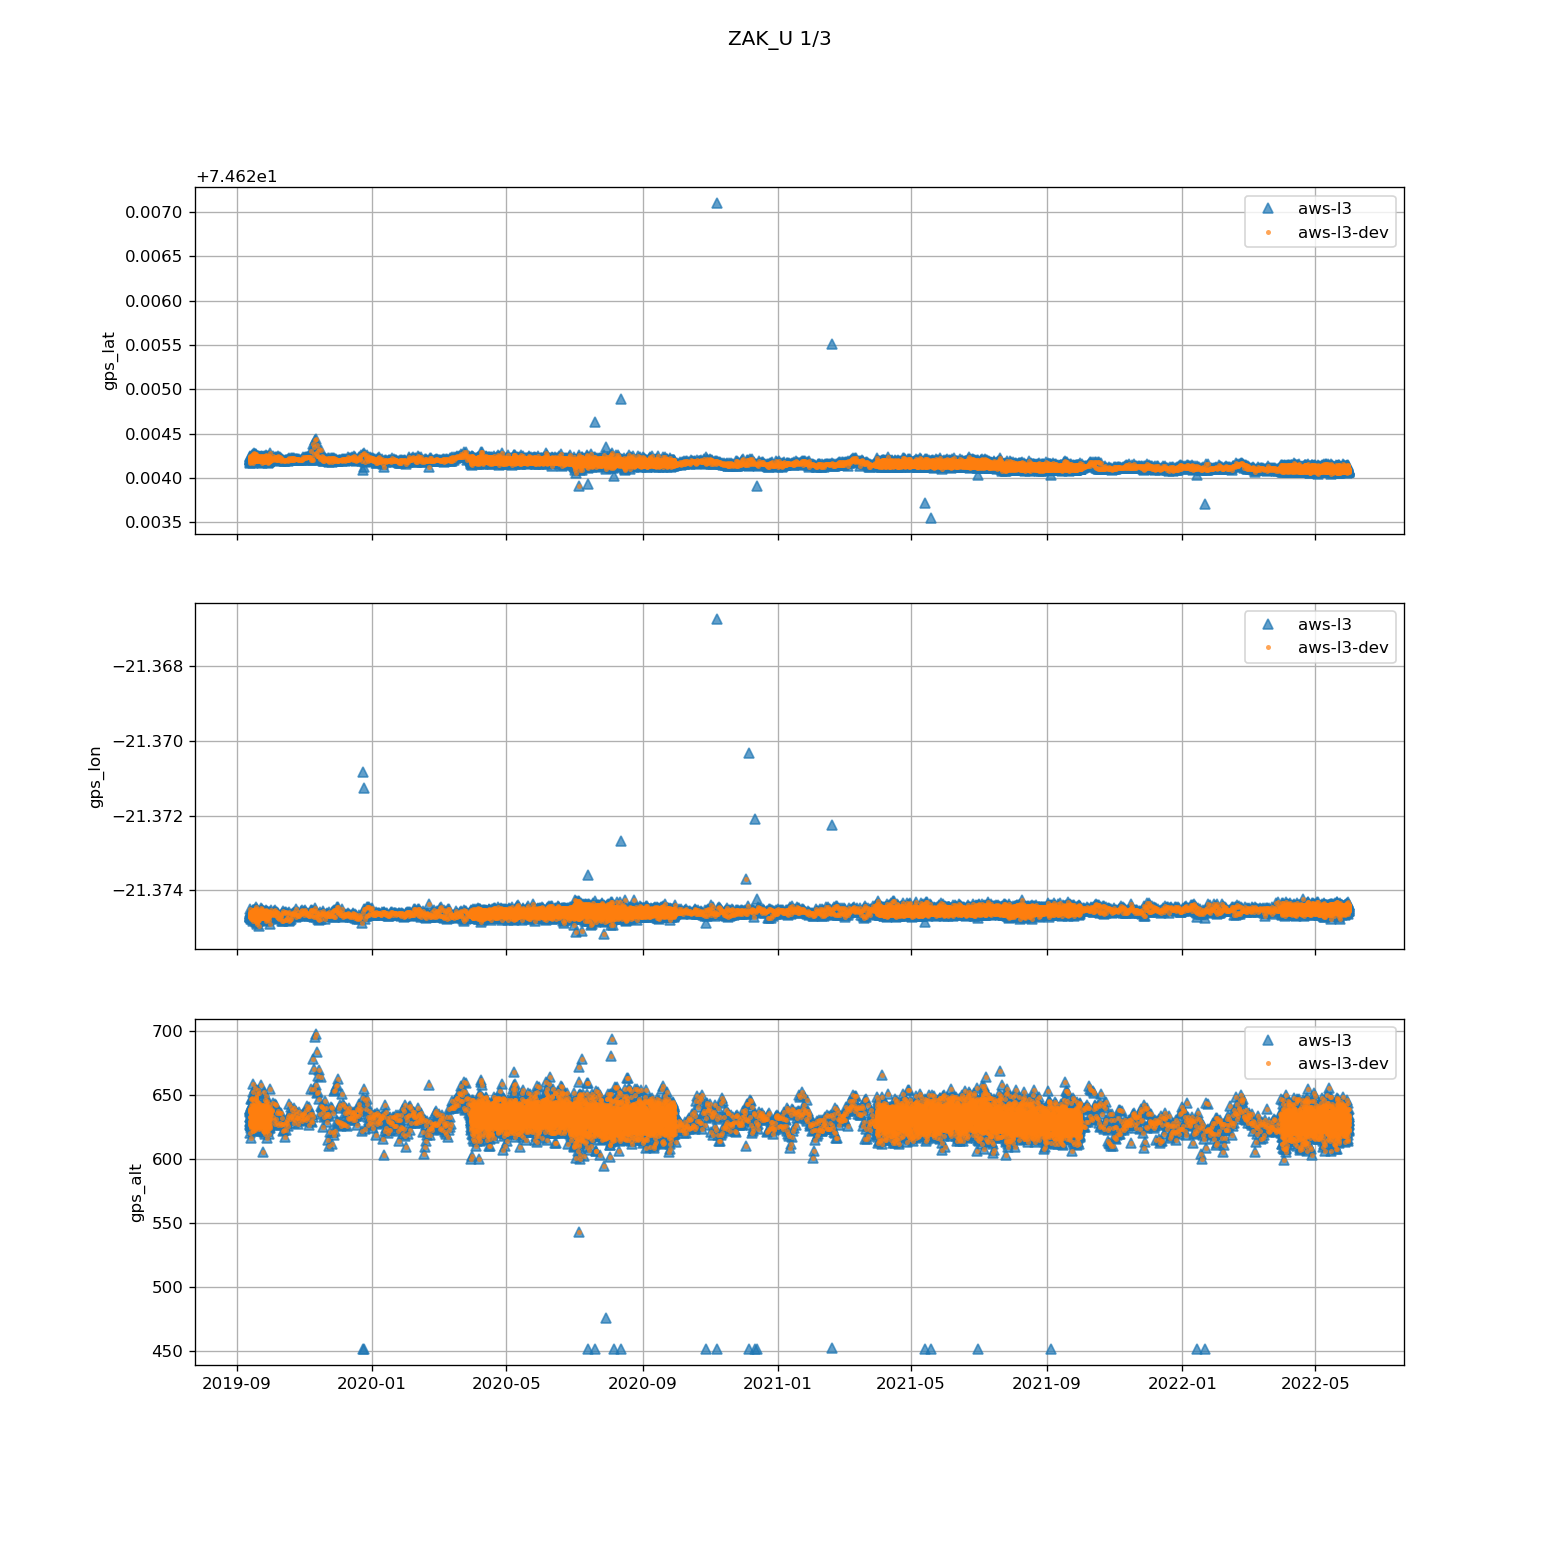 ZAK_U 1/3
+7.462e1
0.0070
0.0065
0.0060
0.0055
0.0050
0.0045
0.0040
0.0035
gps_lat
aws-l3
aws-l3-dev
−21.368
−21.370
−21.372
−21.374
gps_lon
aws-l3
aws-l3-dev
700
650
600
550
500
450
gps_alt
aws-l3
aws-l3-dev
2019-09 2020-01 2020-05 2020-09 2021-01 2021-05 2021-09 2022-01 2022-05